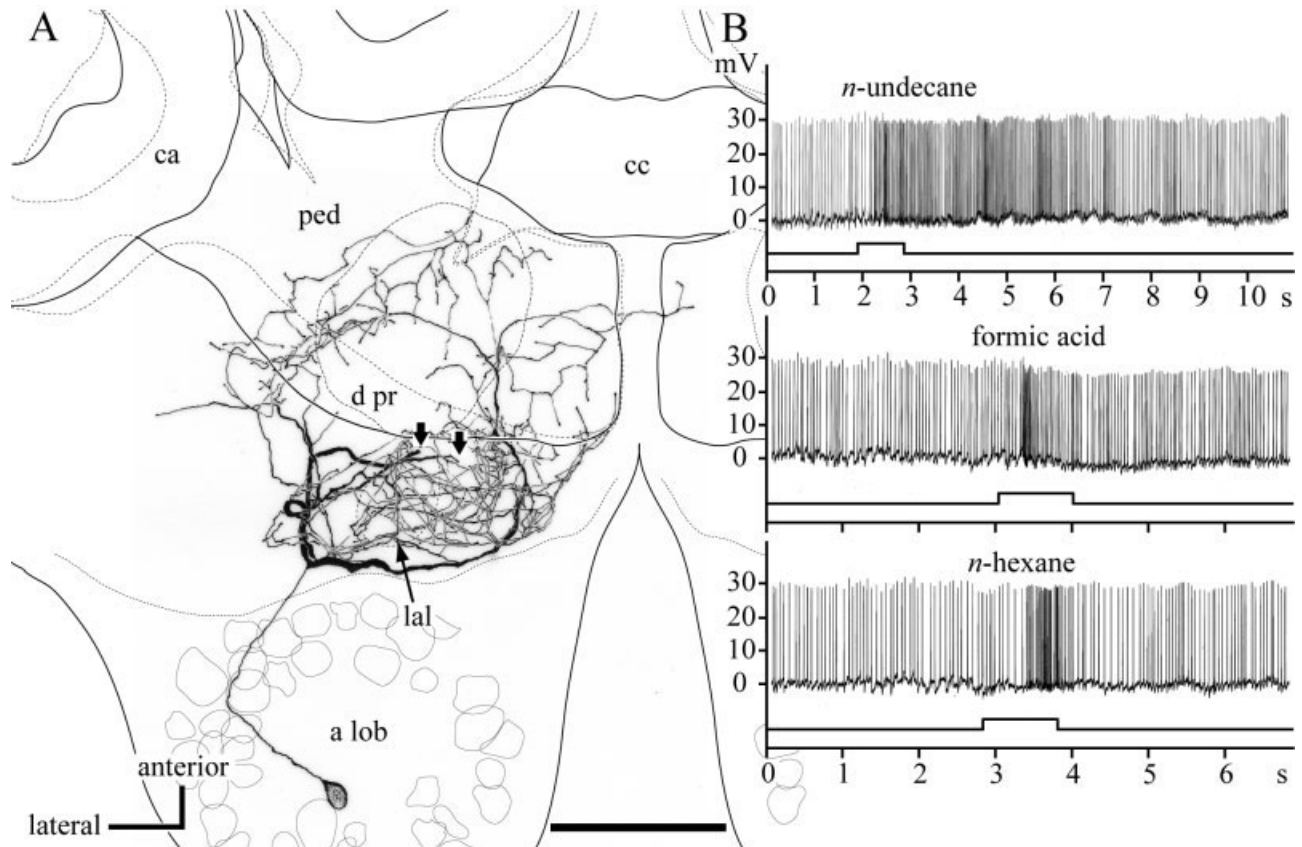 A
ca
ped
cc
d pr
lal
a lob
anterior
lateral
B
mV
n-undecane
30
20
10
0
0 1 2 3 4 5 6 7 8 9 10 s
formic acid
30
20
10
0
n-hexane
30
20
10
0
0 1 2 3 4 5 6 s